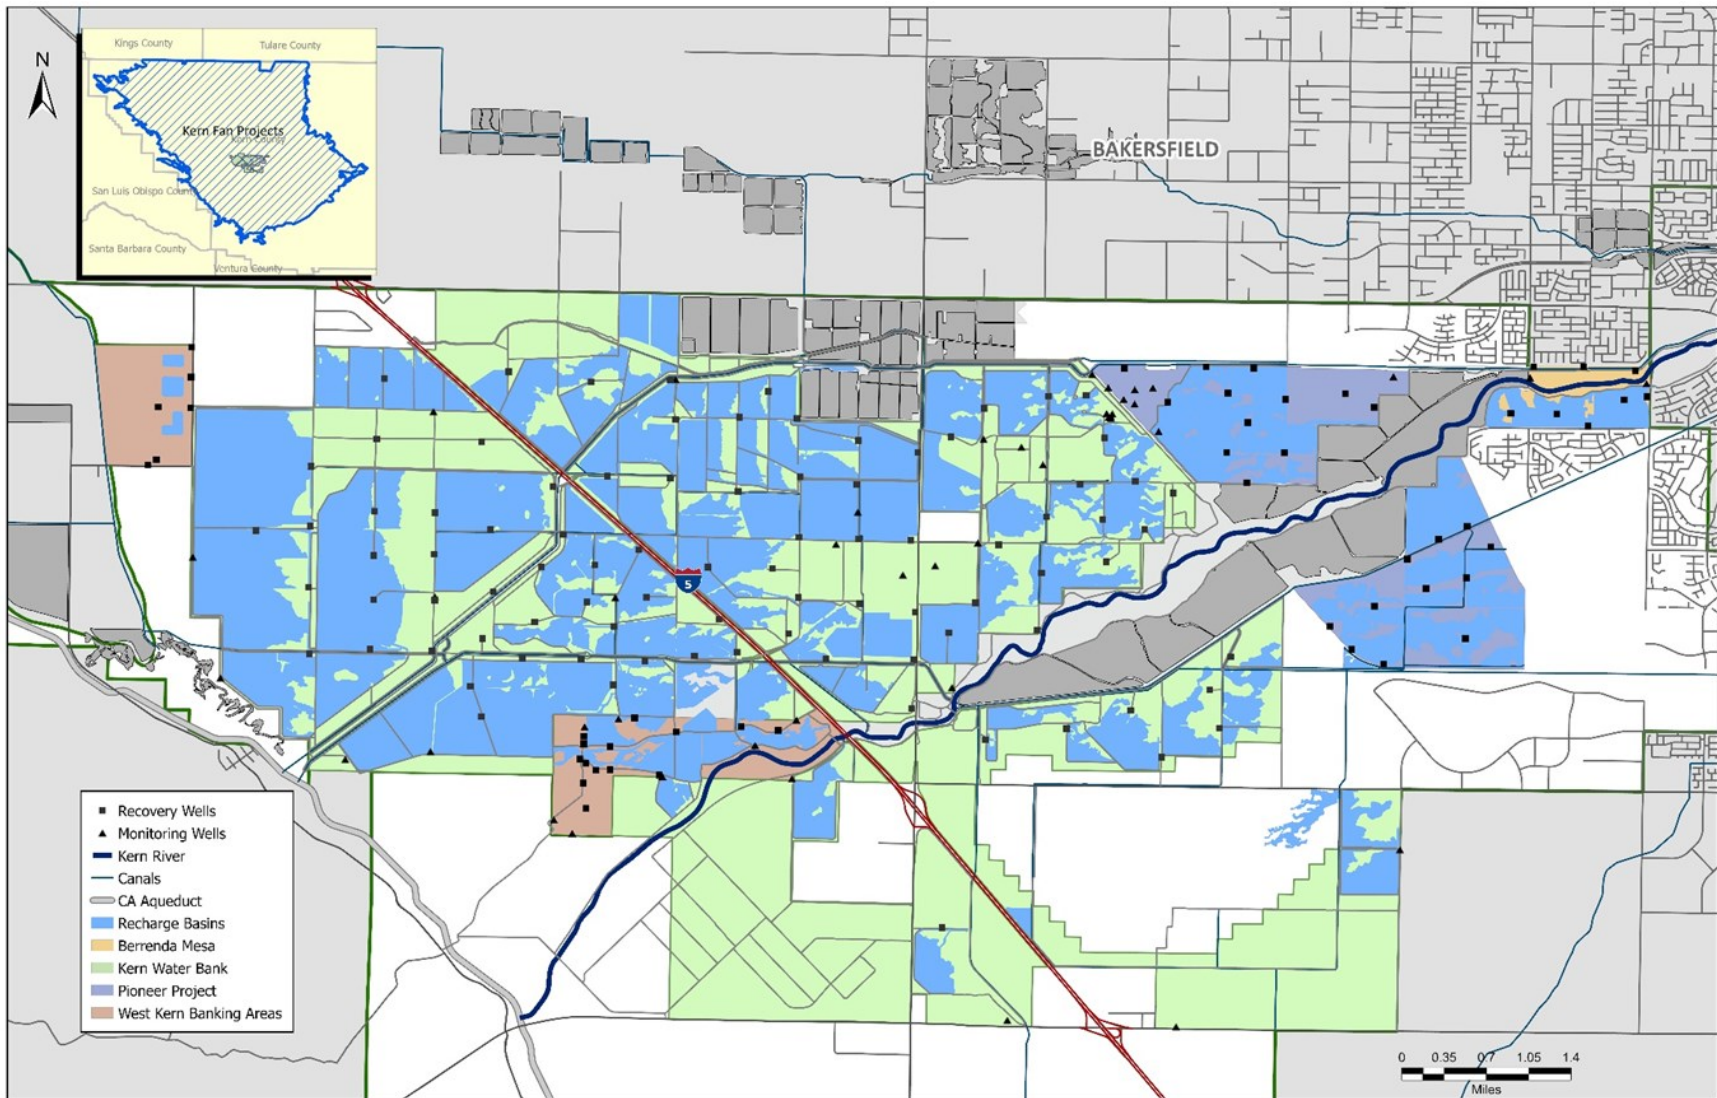 N
Kings County
Tulare County
Kern Fan Projects
Kern County
San Luis Obispo County
Santa Barbara County
Ventura County
BAKERSFIELD
5
Recovery Wells
Monitoring Wells
Kern River
Canals
CA Aqueduct
Recharge Basins
Berrenda Mesa
Kern Water Bank
Pioneer Project
West Kern Banking Areas
0 0.35 0.7 1.05 1.4
Miles